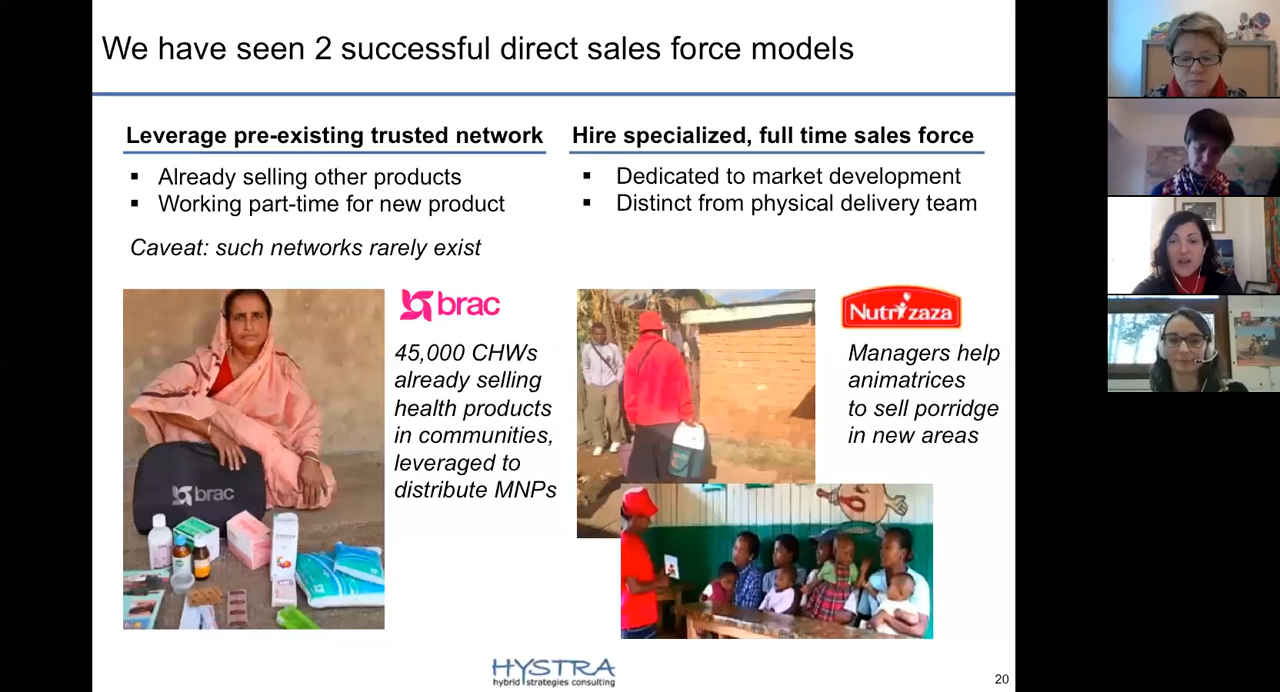 We have seen 2 successful direct sales force models
Leverage pre-existing trusted network
▪ Already selling other products
▪ Working part-time for new product
Caveat: such networks rarely exist
brac
45,000 CHWs
already selling
health products
in communities,
leveraged to
distribute MNPs
brac
Hire specialized, full time sales force
▪ Dedicated to market development
▪ Distinct from physical delivery team
Nutri zaza
Managers help
animatrices
to sell porridge
in new areas
HYSTRA
hybrid strategies consulting
20